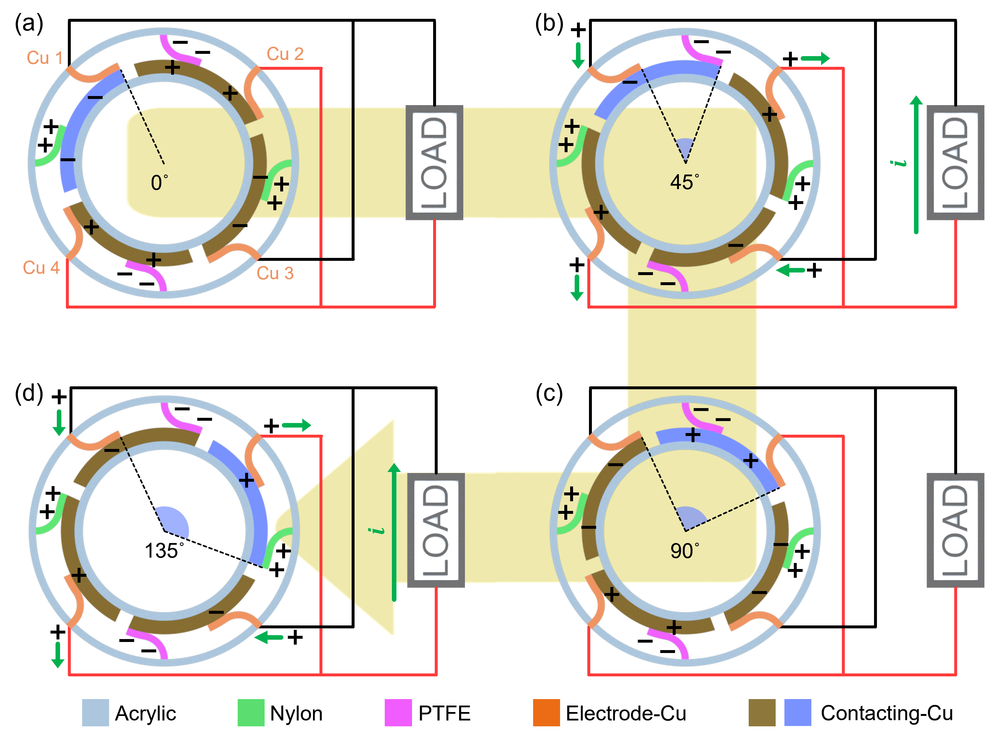 (a)
Cu 1
Cu 2
Cu 3
Cu 4
0°
LOAD
(b)
45°
i
LOAD
(d)
135°
i
LOAD
(c)
90°
LOAD
Acrylic
Nylon
PTFE
Electrode-Cu
Contacting-Cu